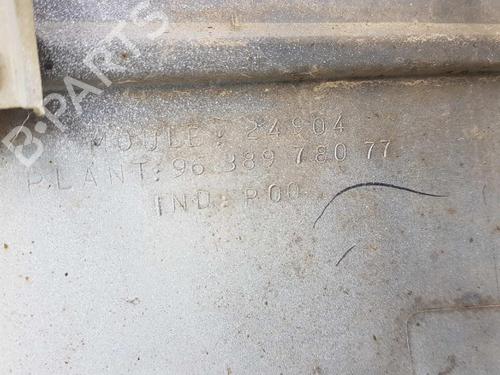 B-PARTS
MOULE: 24904
PLANT: 96 389 780 77
IND: P00